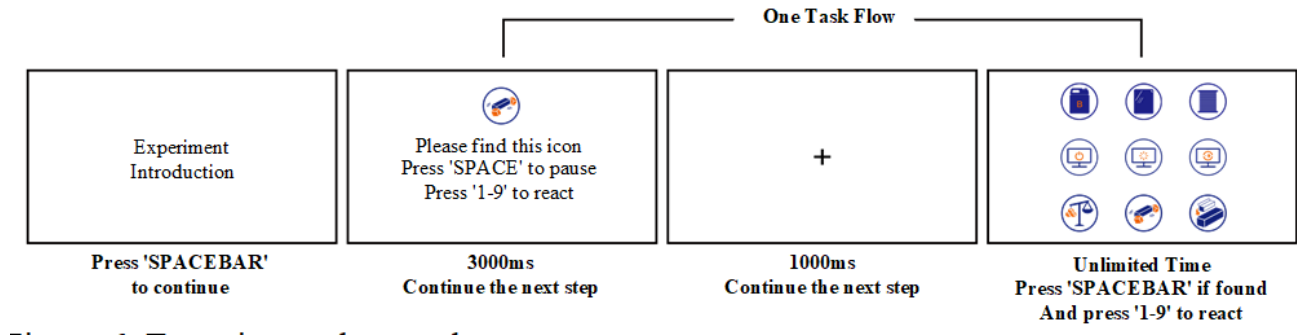 One Task Flow
Experiment
Introduction
Press 'SPACEBAR'
to continue
Please find this icon
Press 'SPACE' to pause
Press '1-9' to react
3000ms
Continue the next step
+
1000ms
Continue the next step
Unlimited Time
Press 'SPACEBAR' if found
And press '1-9' to react